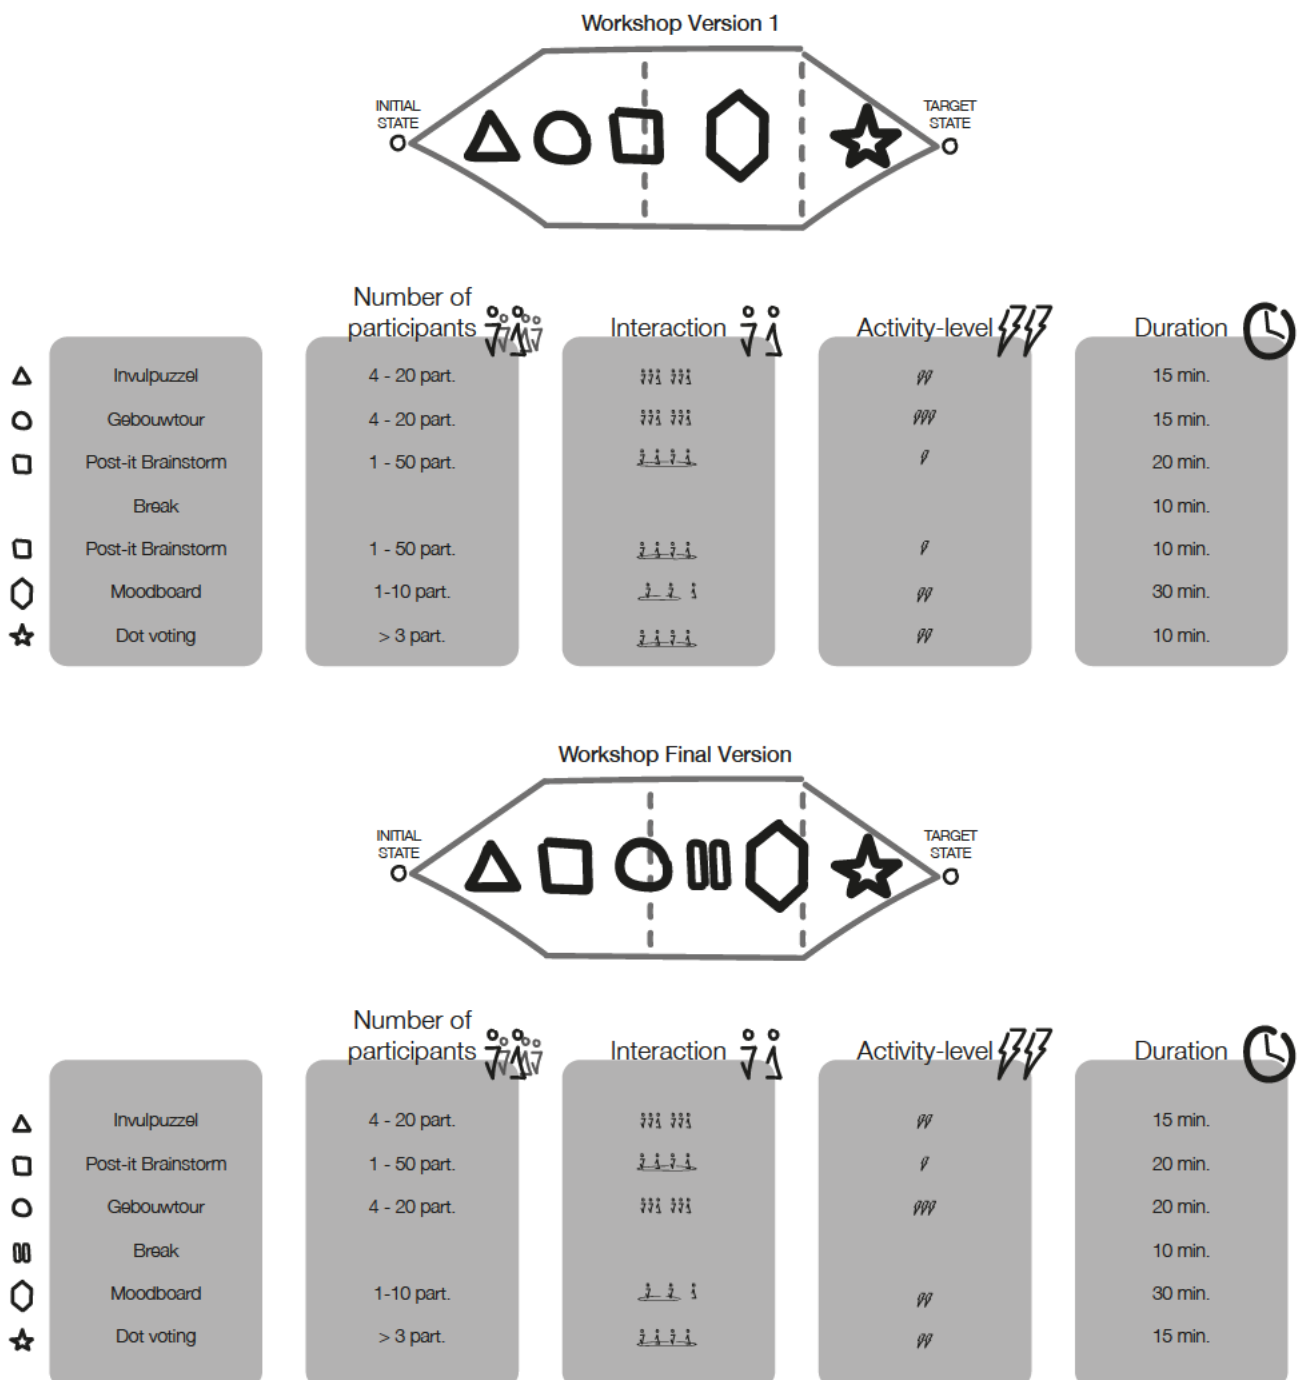 Workshop Version 1
INITIAL
STATE
TARGET
STATE
Number of
participants
Interaction
Activity-level
Duration
Invulpuzzel 4 - 20 part. 15 min.
Gebouwtour 4 - 20 part. 15 min.
Post-it Brainstorm 1 - 50 part. 20 min.
Break 10 min.
Post-it Brainstorm 1 - 50 part. 10 min.
Moodboard 1-10 part. 30 min.
Dot voting > 3 part. 10 min.
Workshop Final Version
INITIAL
STATE
TARGET
STATE
Number of
participants
Interaction
Activity-level
Duration
Invulpuzzel 4 - 20 part. 15 min.
Post-it Brainstorm 1 - 50 part. 20 min.
Gebouwtour 4 - 20 part. 20 min.
Break 10 min.
Moodboard 1-10 part. 30 min.
Dot voting > 3 part. 15 min.